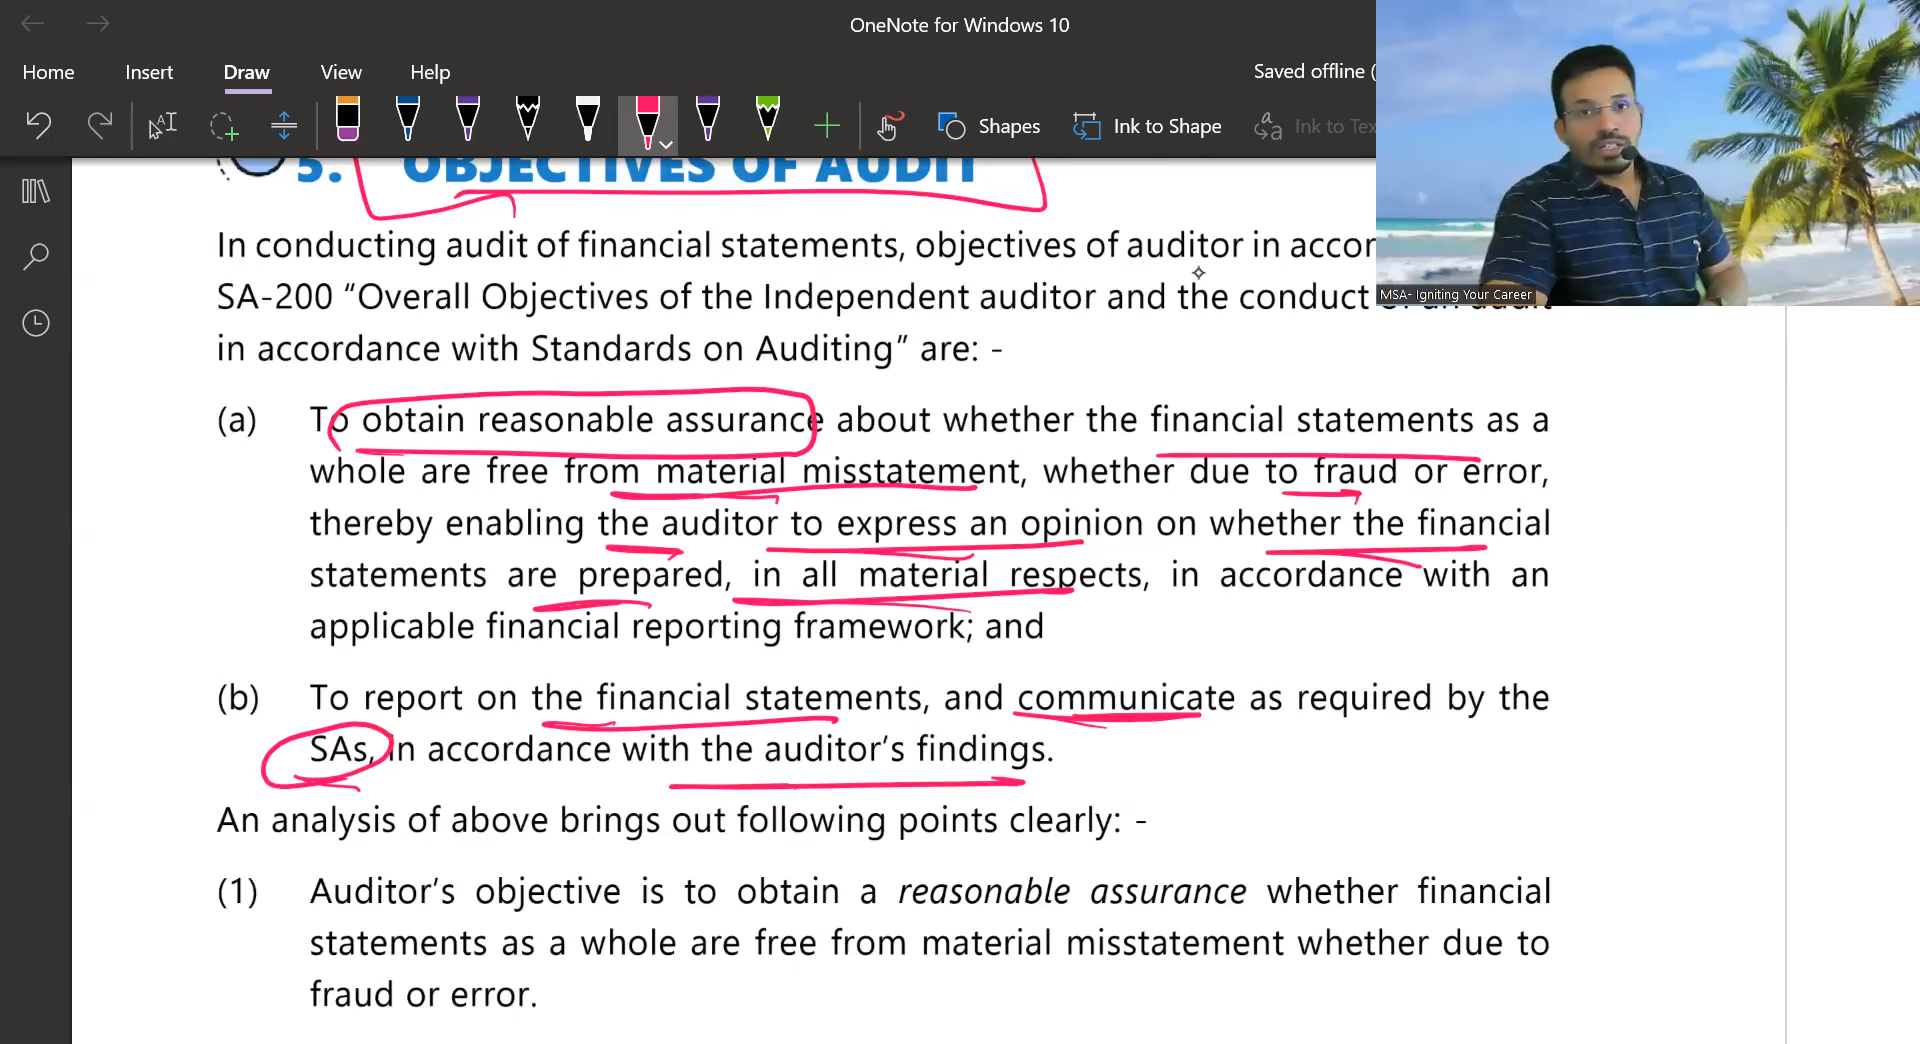 OneNote for Windows 10
Home Insert Draw View Help Saved offline (
Shapes Ink to Shape Ink to Tex
5. OBJECTIVES OF AUDIT
In conducting audit of financial statements, objectives of auditor in accor
SA-200 “Overall Objectives of the Independent auditor and the conduct of an audit
in accordance with Standards on Auditing” are: -
(a) To obtain reasonable assurance about whether the financial statements as a
whole are free from material misstatement, whether due to fraud or error,
thereby enabling the auditor to express an opinion on whether the financial
statements are prepared, in all material respects, in accordance with an
applicable financial reporting framework; and
(b) To report on the financial statements, and communicate as required by the
SAs, in accordance with the auditor’s findings.
An analysis of above brings out following points clearly: -
(1) Auditor’s objective is to obtain a reasonable assurance whether financial
statements as a whole are free from material misstatement whether due to
fraud or error.
MSA- Igniting Your Career